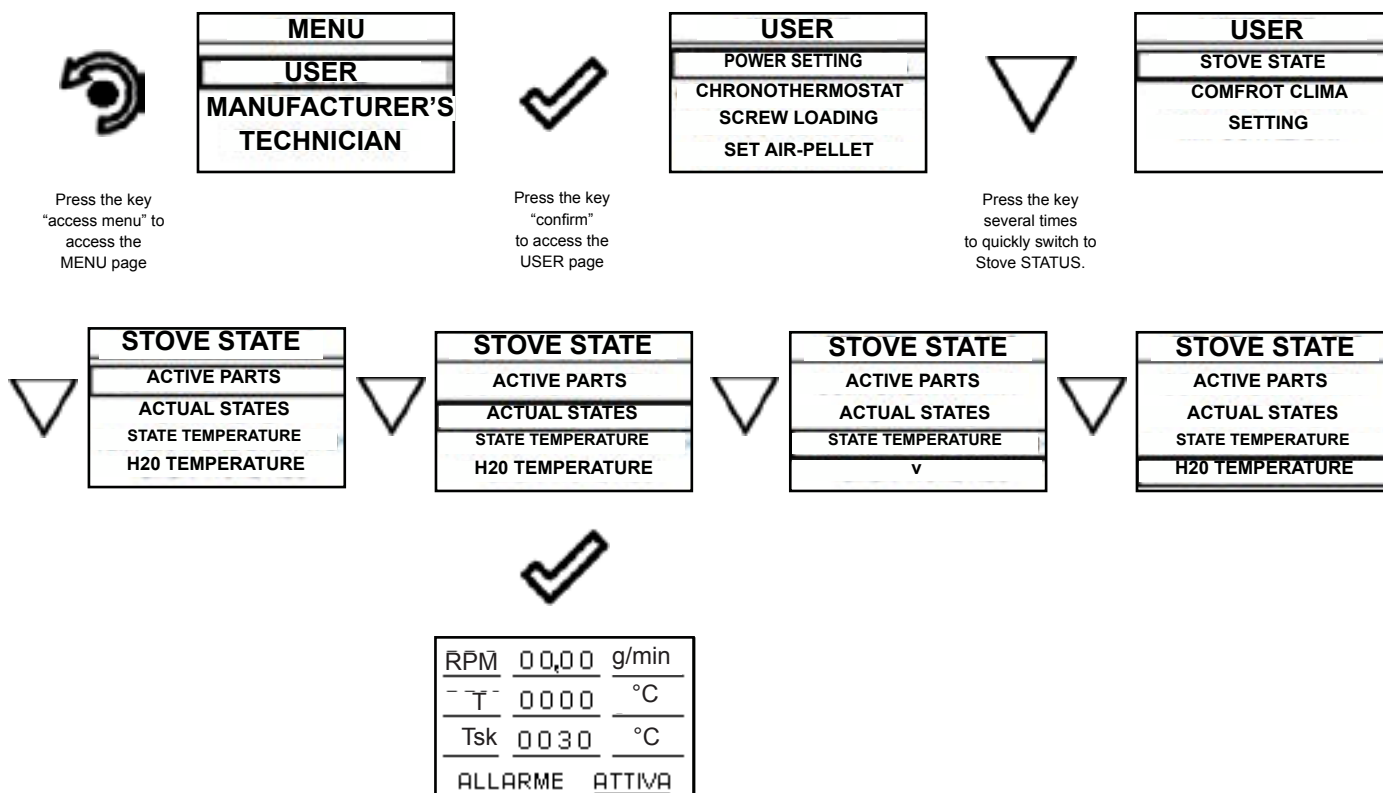 MENU
USER
MANUFACTURER'S
TECHNICIAN
USER
POWER SETTING
CHRONOTHERMOSTAT
SCREW LOADING
SET AIR-PELLET
USER
STOVE STATE
COMFROT CLIMA
SETTING
Press the key
“access menu” to
access the
MENU page
Press the key
“confirm”
to access the
USER page
Press the key
several times
to quickly switch to
Stove STATUS.
STOVE STATE
ACTIVE PARTS
ACTUAL STATES
STATE TEMPERATURE
H20 TEMPERATURE
STOVE STATE
ACTIVE PARTS
ACTUAL STATES
STATE TEMPERATURE
H20 TEMPERATURE
STOVE STATE
ACTIVE PARTS
ACTUAL STATES
STATE TEMPERATURE
v
STOVE STATE
ACTIVE PARTS
ACTUAL STATES
STATE TEMPERATURE
H20 TEMPERATURE
RPM 00,00 g/min
T 0000 °C
Tsk 0030 °C
ALLARME ATTIVA